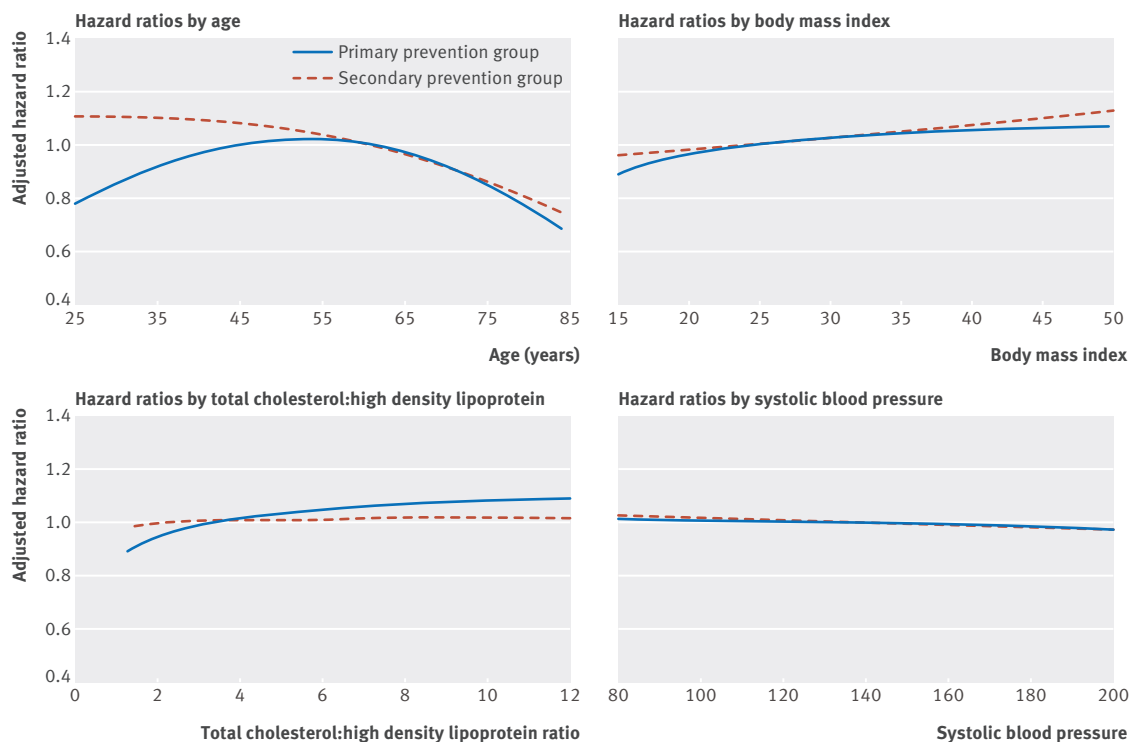 Hazard ratios by age
Adjusted hazard ratio
1.4
1.2
1.0
0.8
0.6
0.4
Primary prevention group
Secondary prevention group
25 35 45 55 65 75 85
Age (years)
Hazard ratios by body mass index
15 20 25 30 35 40 45 50
Body mass index
Hazard ratios by total cholesterol:high density lipoprotein
Adjusted hazard ratio
1.4
1.2
1.0
0.8
0.6
0.4
0 2 4 6 8 10 12
Total cholesterol:high density lipoprotein ratio
Hazard ratios by systolic blood pressure
80 100 120 140 160 180 200
Systolic blood pressure